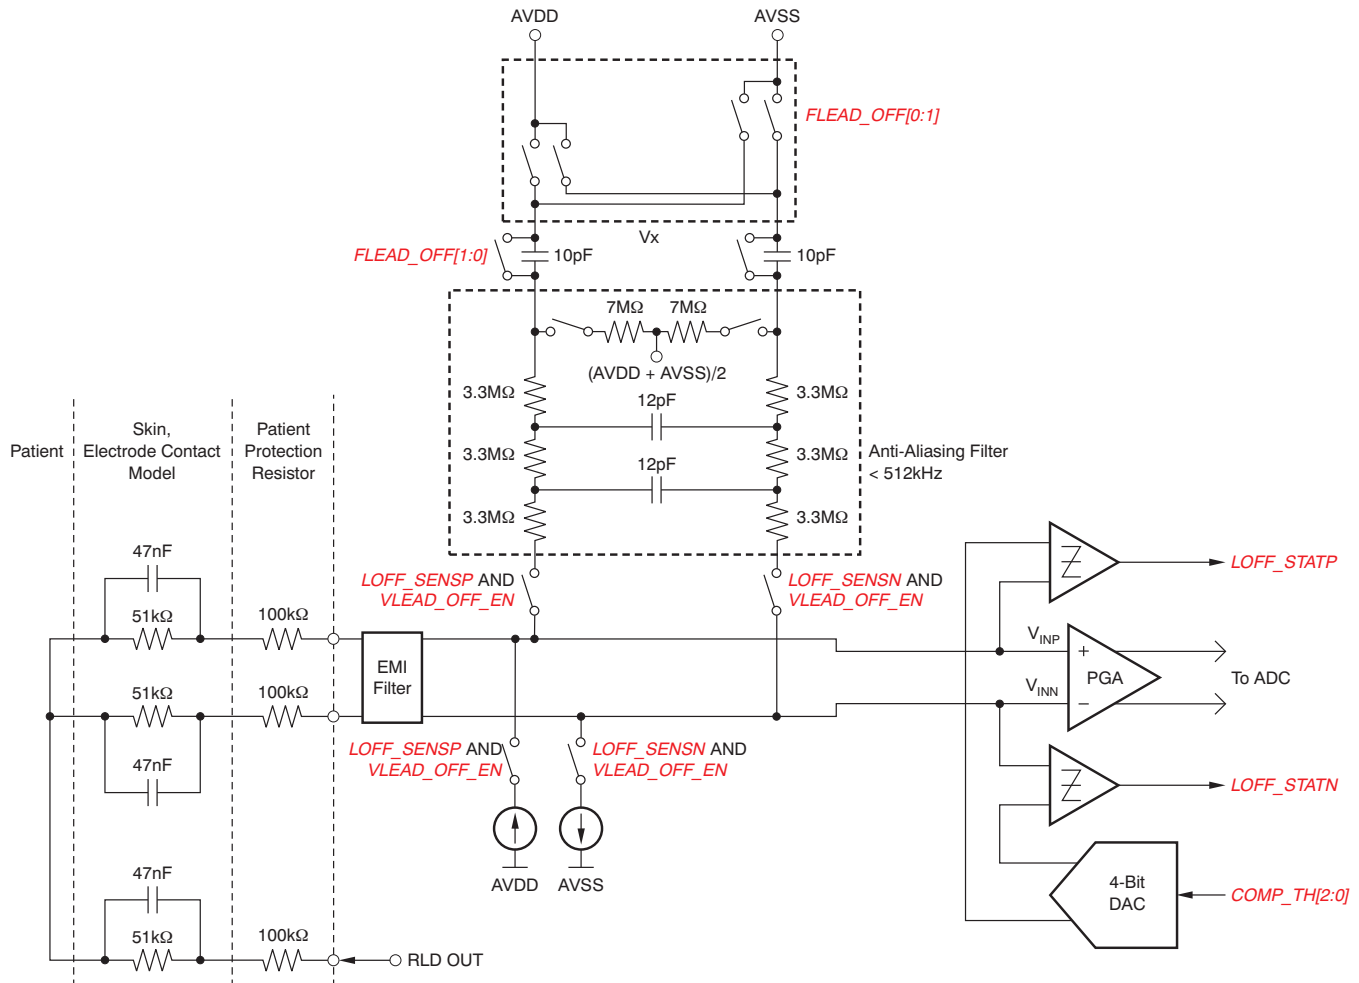 AVDD
AVSS
FLEAD_OFF[0:1]
Vx
FLEAD_OFF[1:0]
10pF
10pF
7MΩ
7MΩ
(AVDD + AVSS)/2
3.3MΩ
3.3MΩ
12pF
3.3MΩ
3.3MΩ
12pF
3.3MΩ
3.3MΩ
Anti-Aliasing Filter
< 512kHz
Patient
Skin,
Electrode Contact
Model
Patient
Protection
Resistor
47nF
51kΩ
100kΩ
LOFF_SENSP AND
VLEAD_OFF_EN
LOFF_SENSN AND
VLEAD_OFF_EN
LOFF_STATP
EMI
Filter
VINP
+
PGA
VINN
−
To ADC
51kΩ
100kΩ
47nF
LOFF_SENSP AND
VLEAD_OFF_EN
LOFF_SENSN AND
VLEAD_OFF_EN
LOFF_STATN
AVDD
AVSS
4-Bit
DAC
COMP_TH[2:0]
47nF
51kΩ
100kΩ
RLD OUT